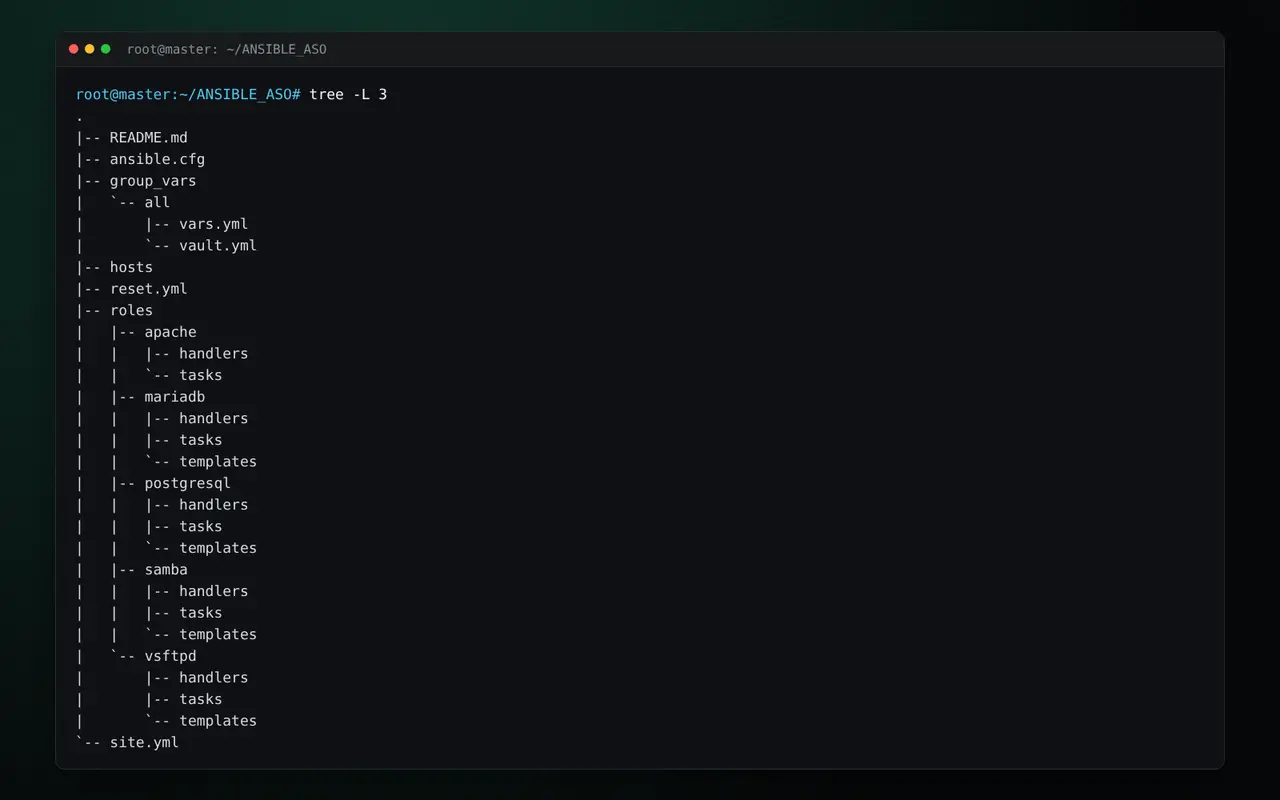 root@master: ~/ANSIBLE_ASO
root@master:~/ANSIBLE_ASO# tree -L 3
.
|-- README.md
|-- ansible.cfg
|-- group_vars
|   `-- all
|       |-- vars.yml
|       `-- vault.yml
|-- hosts
|-- reset.yml
|-- roles
|   |-- apache
|   |   |-- handlers
|   |   `-- tasks
|   |-- mariadb
|   |   |-- handlers
|   |   |-- tasks
|   |   `-- templates
|   |-- postgresql
|   |   |-- handlers
|   |   |-- tasks
|   |   `-- templates
|   |-- samba
|   |   |-- handlers
|   |   |-- tasks
|   |   `-- templates
|   `-- vsftpd
|       |-- handlers
|       |-- tasks
|       `-- templates
`-- site.yml